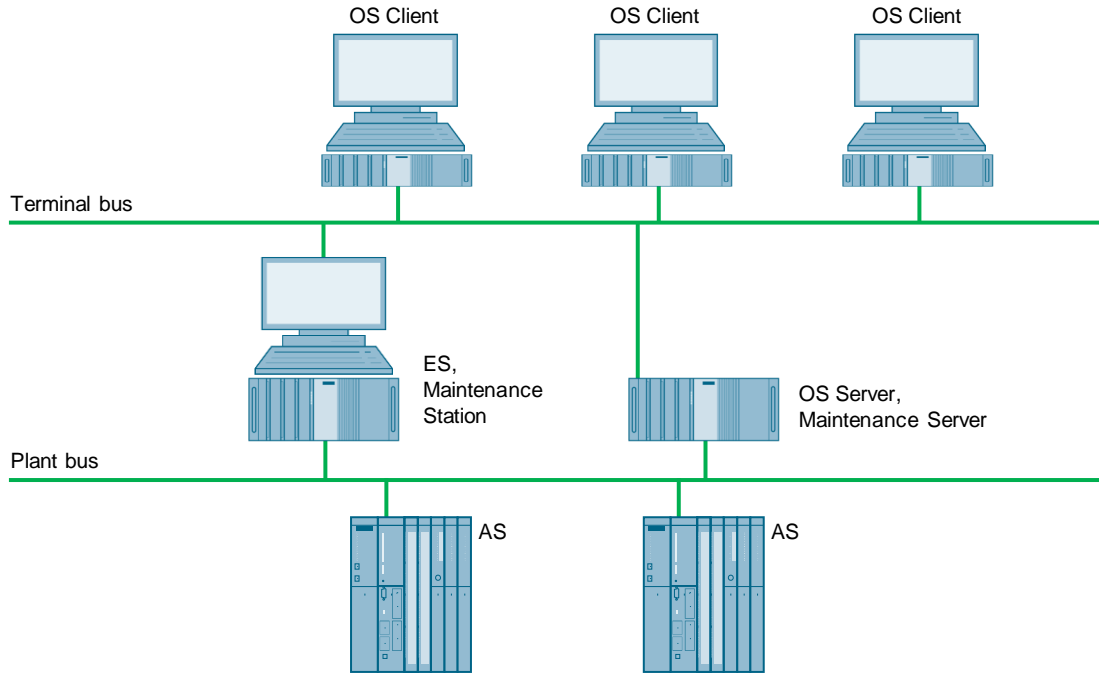 OS Client
OS Client
OS Client
Terminal bus
ES,
Maintenance
Station
OS Server,
Maintenance Server
Plant bus
AS
AS